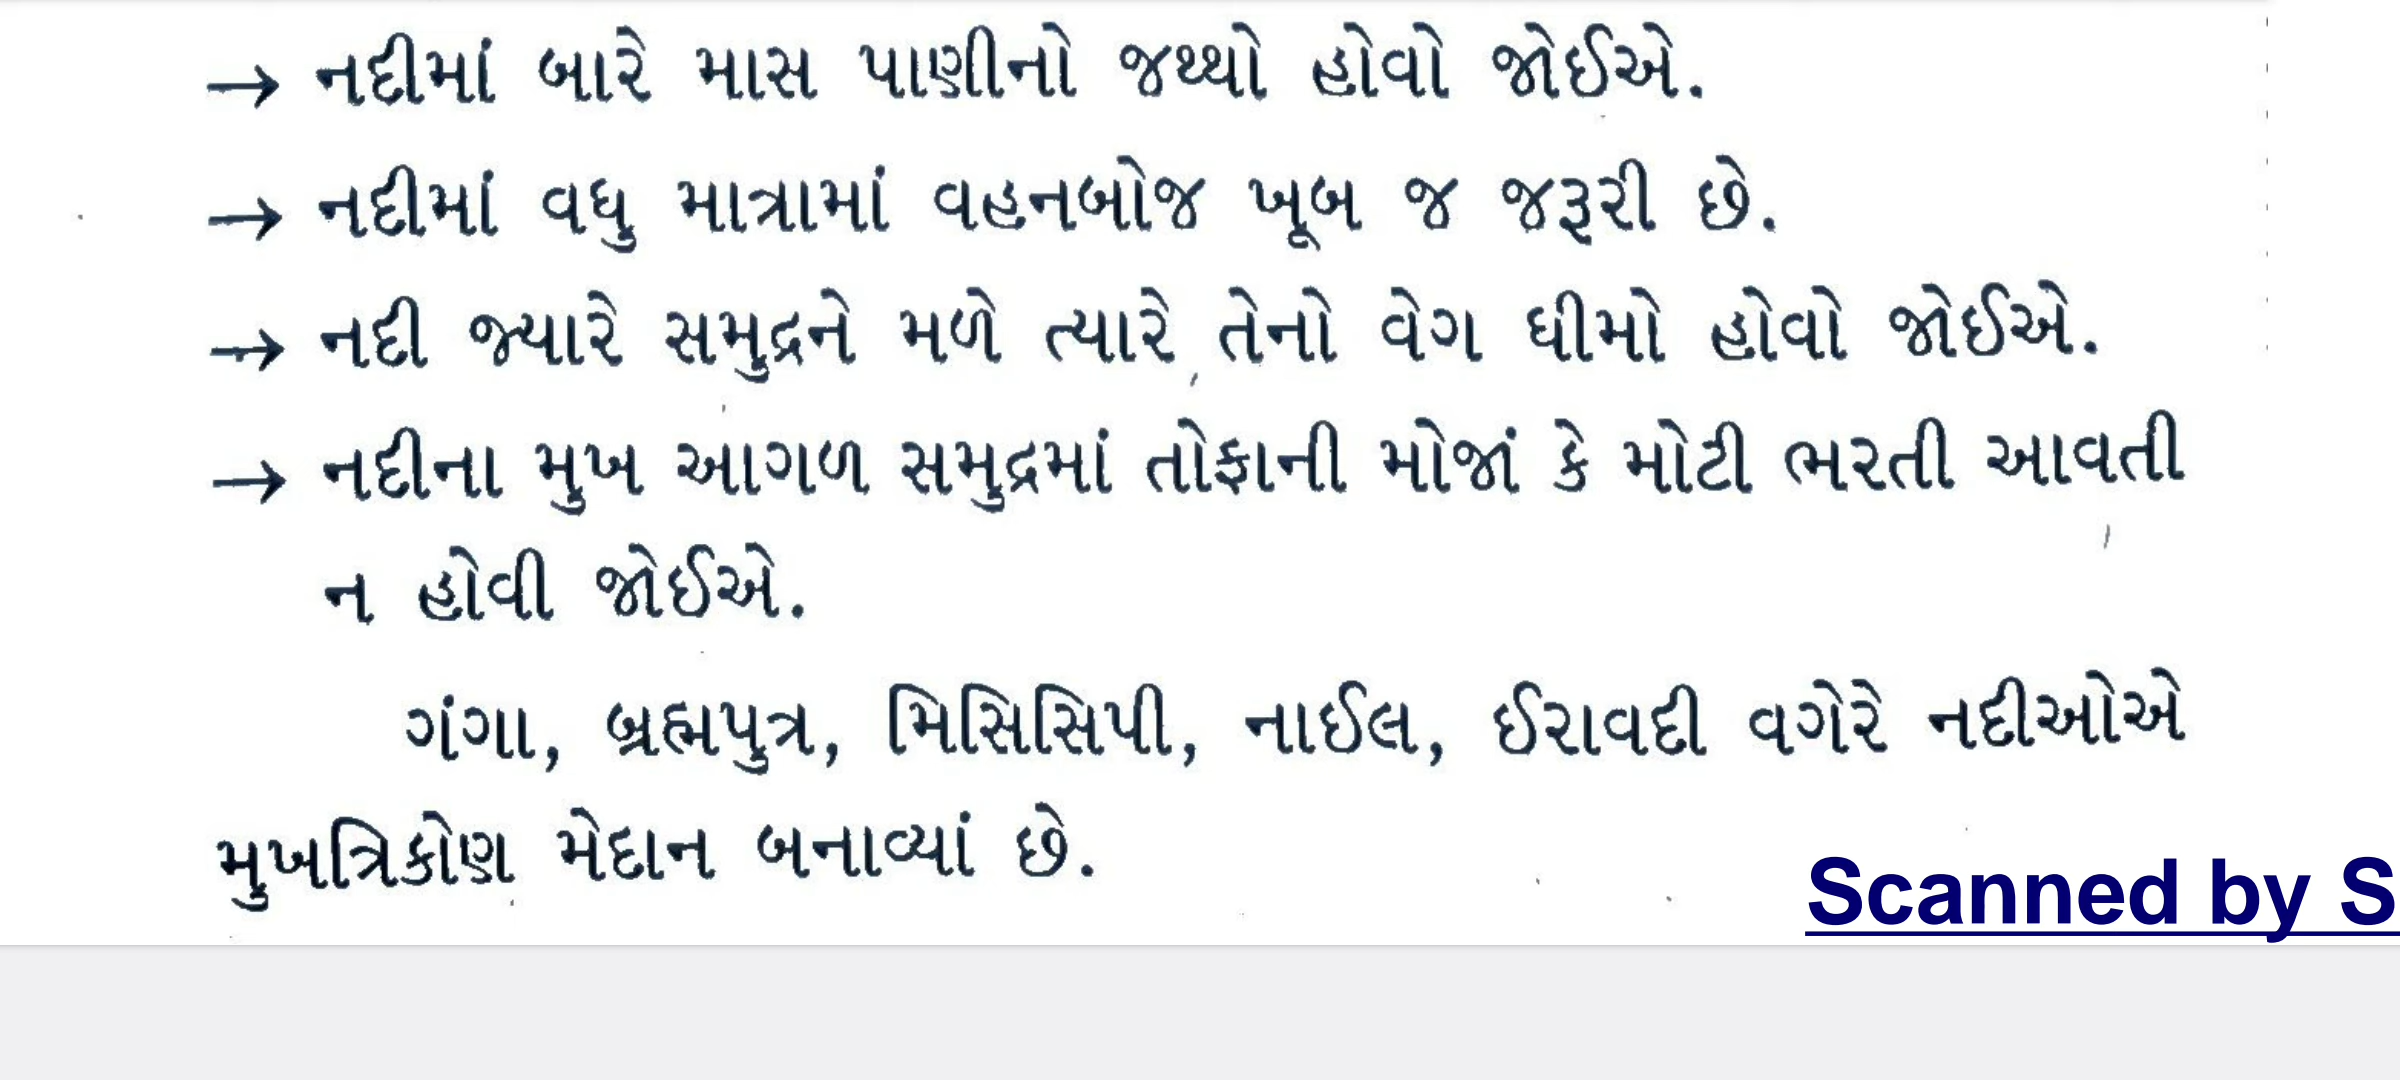 → નદીમાં બારે માસ પાણીનો જથ્થો હોવો જોઈએ.
→ નદીમાં વધુ માત્રામાં વહનબોજ ખૂબ જ જરૂરી છે.
→ નદી જ્યારે સમુદ્રને મળે ત્યારે તેનો વેગ ધીમો હોવો જોઈએ.
→ નદીના મુખ આગળ સમુદ્રમાં તોફાની મોજાં કે મોટી ભરતી આવતી
ન હોવી જોઈએ.
ગંગા, બ્રહ્મપુત્ર, મિસિસિપી, નાઈલ, ઈરાવદી વગેરે નદીઓએ
મુખત્રિકોણ મેદાન બનાવ્યાં છે.
Scanned by S